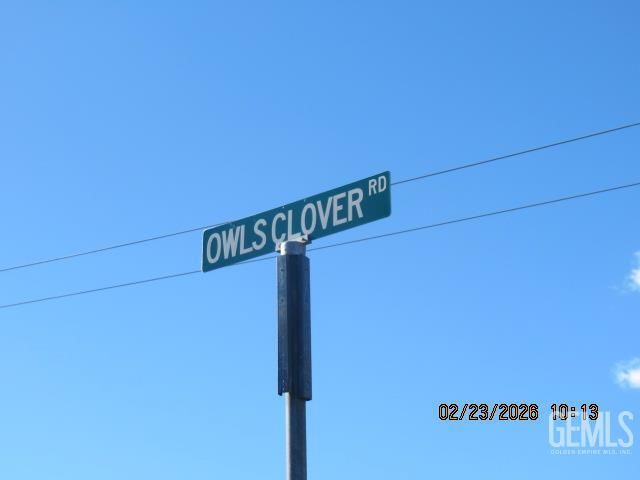 OWLS CLOVER RD
02/23/2026 10:13
GEMLS
GOLDEN EMPIRE MLS, INC.